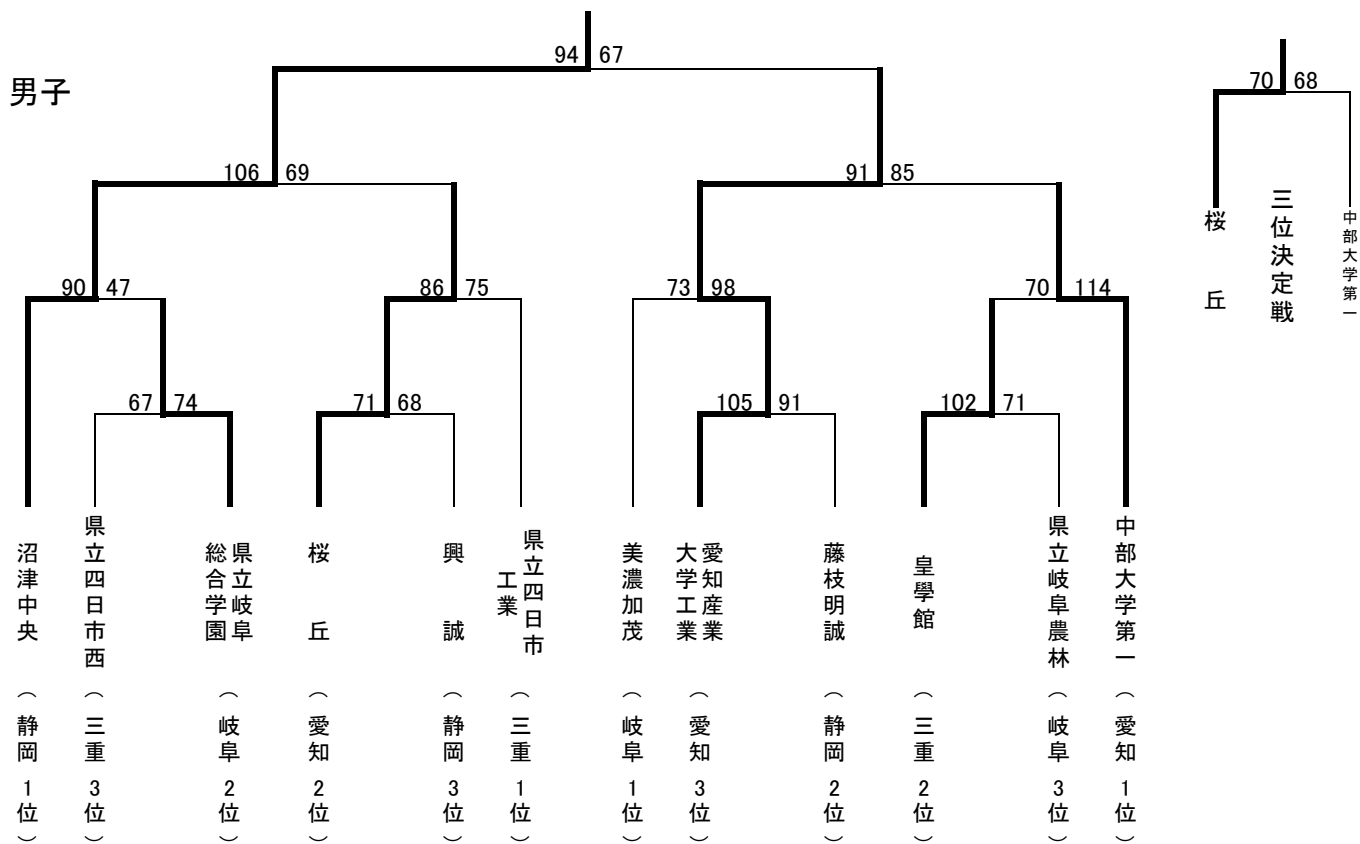 男子
94 67
70 68
106 69
91 85
桜丘
三位決定戦
中部大学第一
90 47
86 75
73 98
70 114
67 74
71 68
105 91
102 71
沼津中央(静岡1位)
県立四日市西(三重3位)
県立岐阜
総合学園
(岐阜2位)
桜丘(愛知2位)
興誠(静岡3位)
県立四日市
工業
(三重1位)
美濃加茂(岐阜1位)
愛知産業
大学工業
(愛知3位)
藤枝明誠(静岡2位)
皇學館(三重2位)
県立岐阜農林(岐阜3位)
中部大学第一(愛知1位)